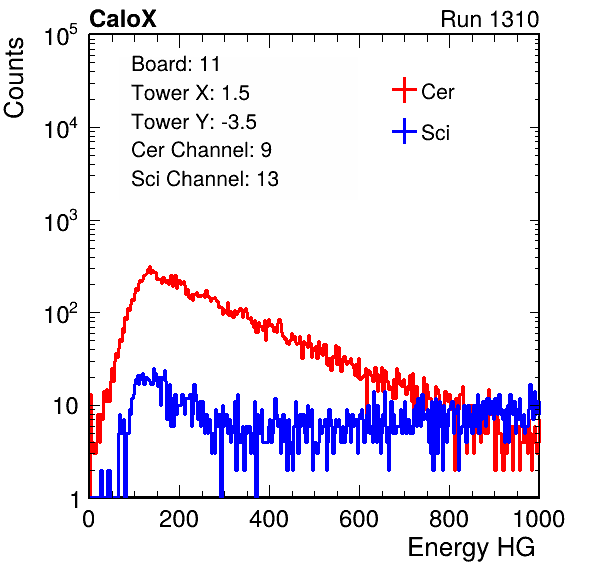 CaloX Run 1310
Counts
10^5
10^4
10^3
10^2
10
1
Board: 11
Tower X: 1.5
Tower Y: -3.5
Cer Channel: 9
Sci Channel: 13
Cer
Sci
0 200 400 600 800 1000
Energy HG